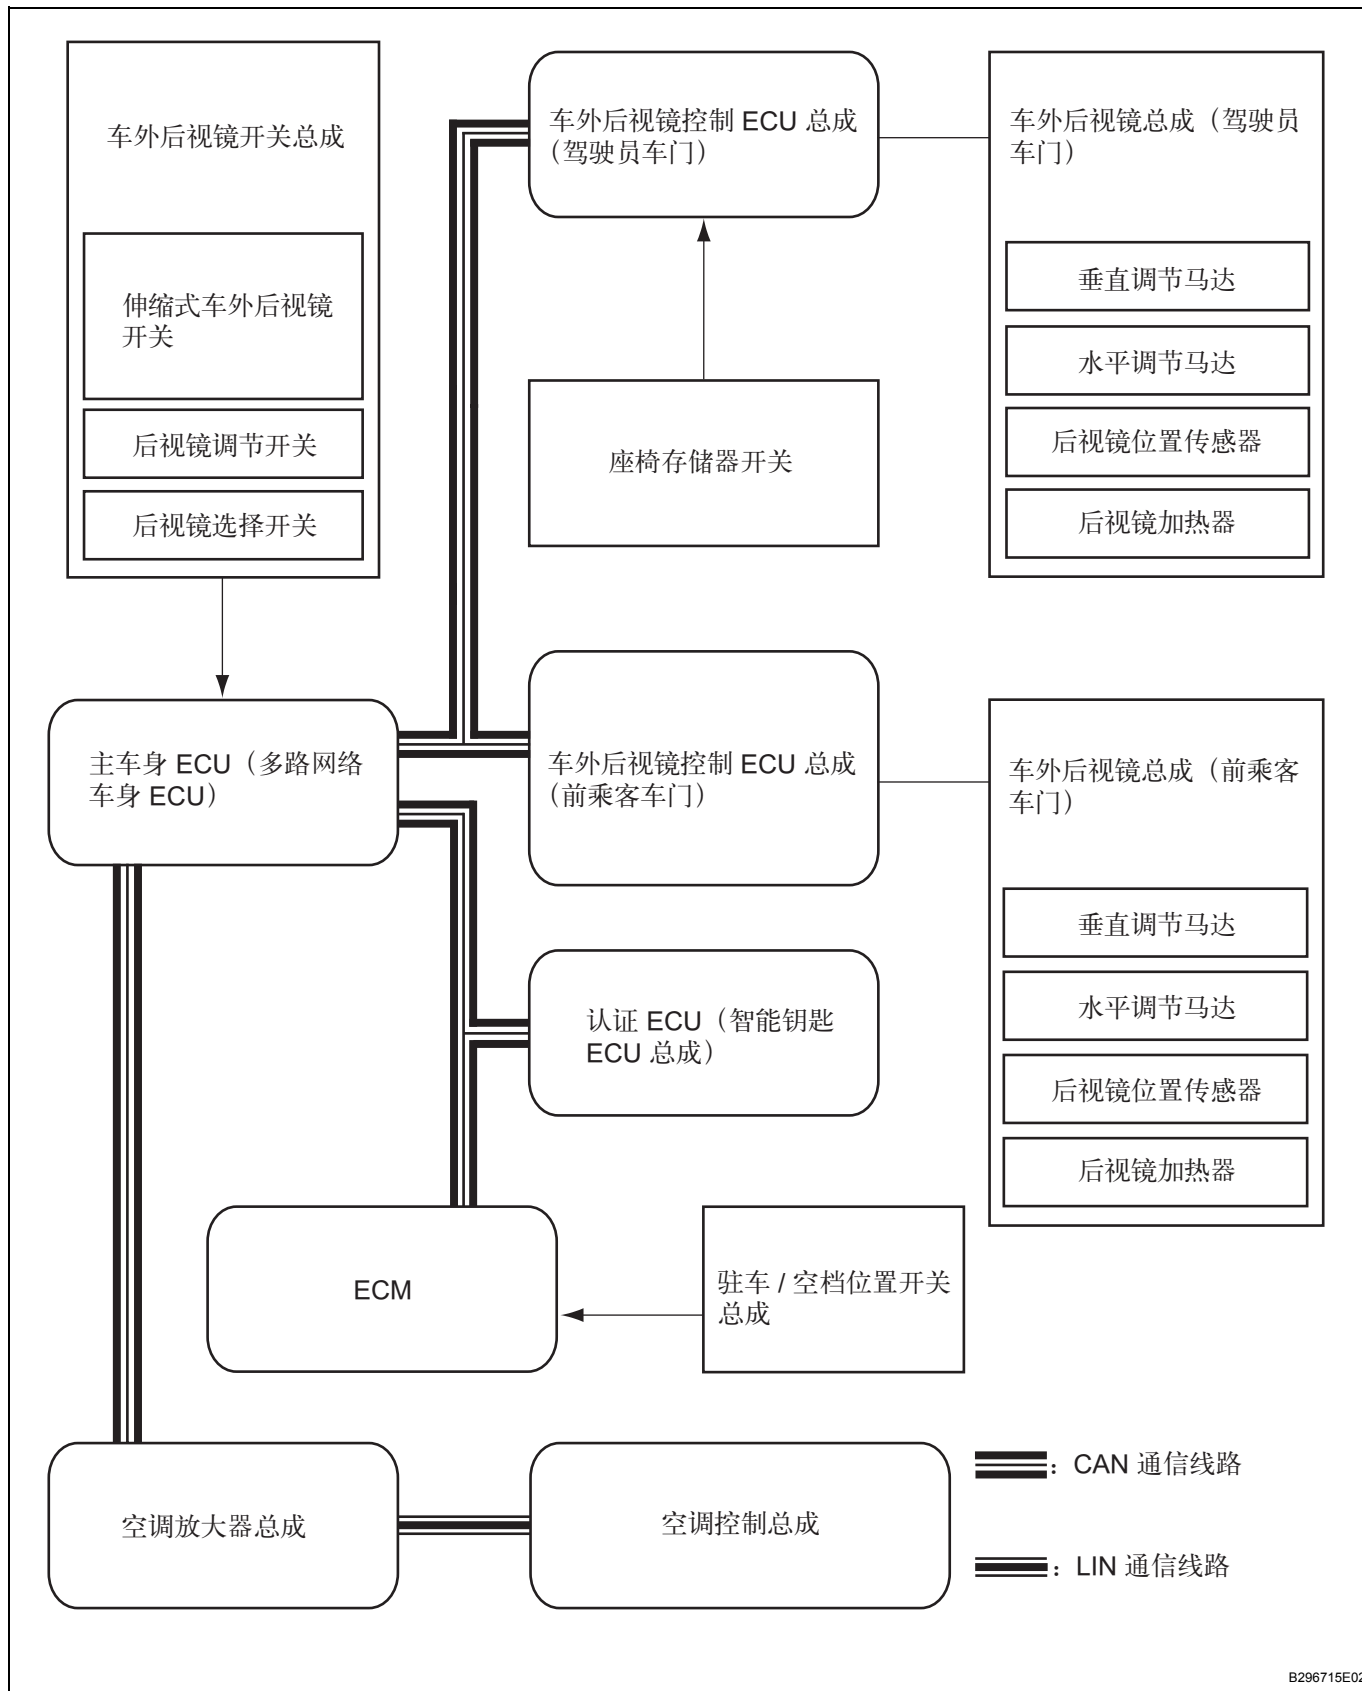 车外后视镜开关总成
伸缩式车外后视镜
开关
后视镜调节开关
后视镜选择开关
车外后视镜控制 ECU 总成
（驾驶员车门）
车外后视镜总成（驾驶员
车门）
垂直调节马达
水平调节马达
后视镜位置传感器
后视镜加热器
座椅存储器开关
主车身 ECU（多路网络
车身 ECU）
车外后视镜控制 ECU 总成
（前乘客车门）
车外后视镜总成（前乘客
车门）
垂直调节马达
水平调节马达
后视镜位置传感器
后视镜加热器
认证 ECU（智能钥匙
ECU 总成）
ECM
驻车 / 空档位置开关
总成
空调放大器总成
空调控制总成
：CAN 通信线路
：LIN 通信线路
B296715E02